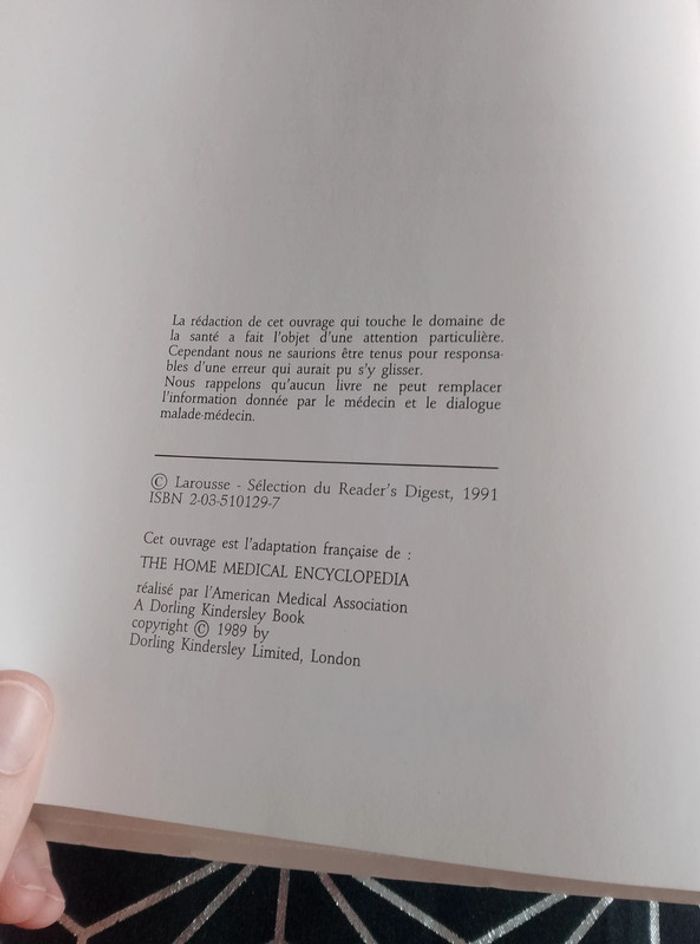 La rédaction de cet ouvrage qui touche le domaine de
la santé a fait l'objet d'une attention particulière.
Cependant nous ne saurions être tenus pour responsa-
bles d'une erreur qui aurait pu s'y glisser.
Nous rappelons qu'aucun livre ne peut remplacer
l'information donnée par le médecin et le dialogue
malade-médecin.
© Larousse - Sélection du Reader's Digest, 1991
ISBN 2-03-510129-7
Cet ouvrage est l'adaptation française de :
THE HOME MEDICAL ENCYCLOPEDIA
réalisé par l'American Medical Association
A Dorling Kindersley Book
copyright © 1989 by
Dorling Kindersley Limited, London